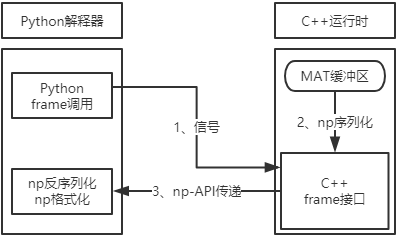 Python解释器
C++运行时
Python
frame调用
MAT缓冲区
1、信号
2、np序列化
np反序列化
np格式化
3、np-API传递
C++
frame接口